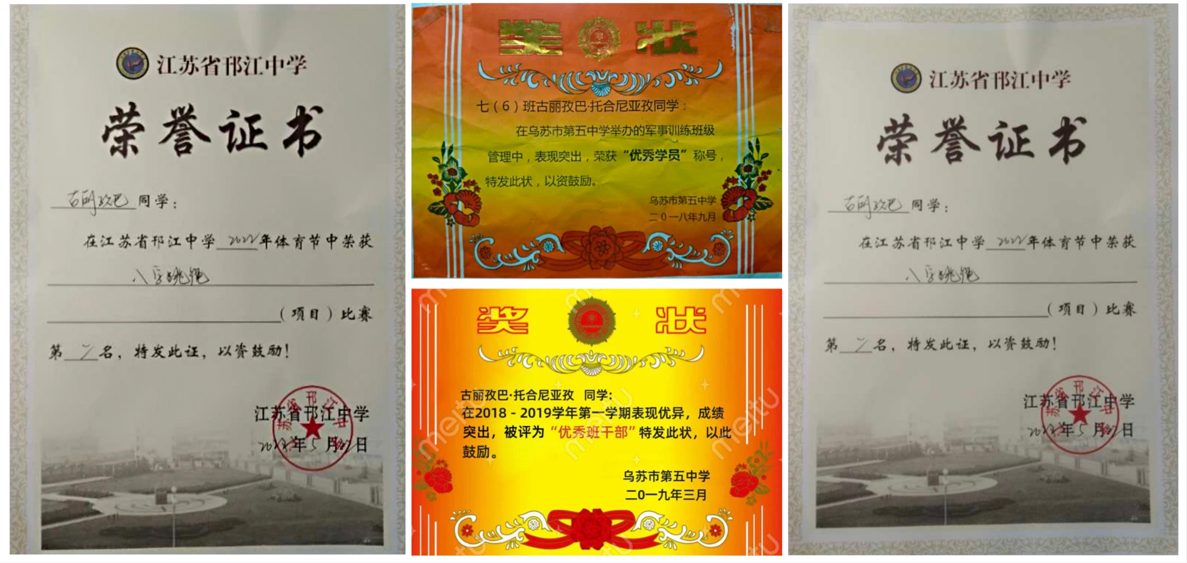 江苏省邗江中学
荣誉证书
古丽孜巴同学：
在江苏省邗江中学2022年体育节中荣获
八字跳绳
（项目）比赛
第二名，特发此证，以资鼓励！
江苏省邗江中学
年5月 日
奖 状
七（6）班古丽孜巴·托合尼亚孜同学：
在乌苏市第五中学举办的军事训练班级
管理中，表现突出，荣获“优秀学员”称号，
特发此状，以资鼓励。
乌苏市第五中学
二０一八年九月
奖 状
古丽孜巴·托合尼亚孜 同学：
在2018－2019学年第一学期表现优异，成绩
突出，被评为“优秀班干部”特发此状，以此
鼓励。
乌苏市第五中学
二0一九年三月
meitu
meitu
meitu
meitu
江苏省邗江中学
荣誉证书
古丽孜巴同学：
在江苏省邗江中学2022年体育节中荣获
八字跳绳
（项目）比赛
第二名，特发此证，以资鼓励！
江苏省邗江中学
年5月 日